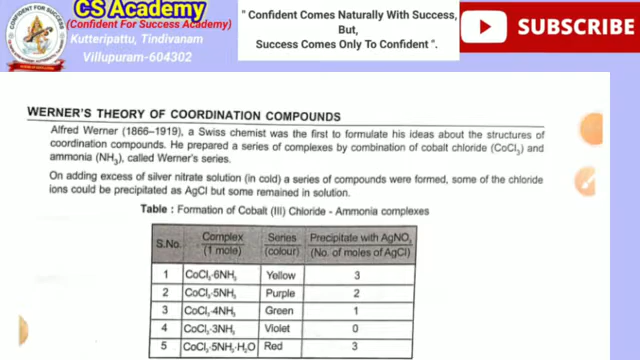 CS Academy
(Confident For Success Academy)
Kutteripattu, Tindivanam
Villupuram-604302
" Confident Comes Naturally With Success,
But,
Success Comes Only To Confident ".
SUBSCRIBE
WERNER'S THEORY OF COORDINATION COMPOUNDS
Alfred Werner (1866–1919), a Swiss chemist was the first to formulate his ideas about the structures of
coordination compounds. He prepared a series of complexes by combination of cobalt chloride (CoCl₃) and
ammonia (NH₃), called Werner's series.
On adding excess of silver nitrate solution (in cold) a series of compounds were formed, some of the chloride
ions could be precipitated as AgCl but some remained in solution.
Table : Formation of Cobalt (III) Chloride - Ammonia complexes
S.No. Complex (1 mole) Series (colour) Precipitate with AgNO₃ (No. of moles of AgCl)
1 CoCl₃·6NH₃ Yellow 3
2 CoCl₃·5NH₃ Purple 2
3 CoCl₃·4NH₃ Green 1
4 CoCl₃·3NH₃ Violet 0
5 CoCl₃·5NH₃·H₂O Red 3